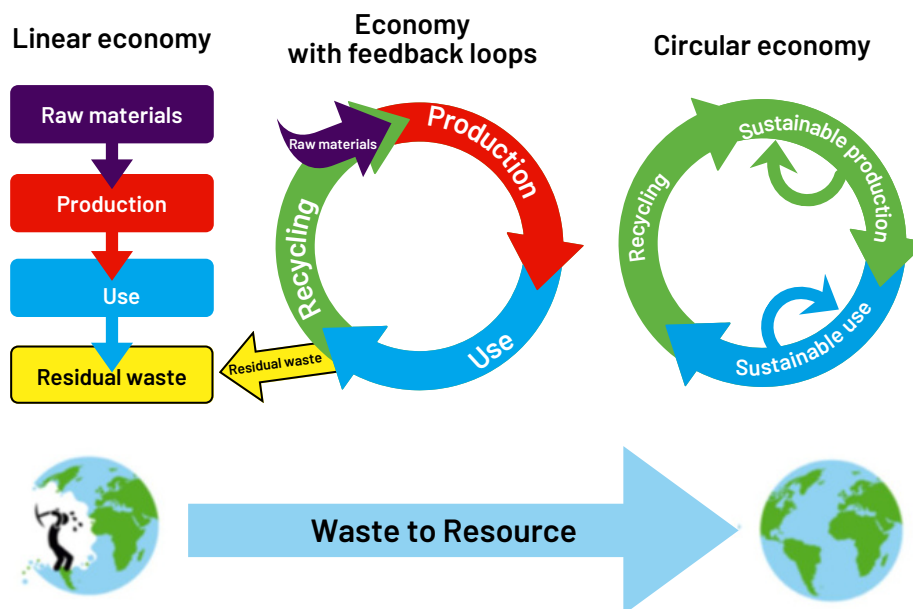 Linear economy
Raw materials
Production
Use
Residual waste
Economy
with feedback loops
Raw materials
Production
Use
Recycling
Residual waste
Circular economy
Sustainable production
Sustainable use
Recycling
Waste to Resource